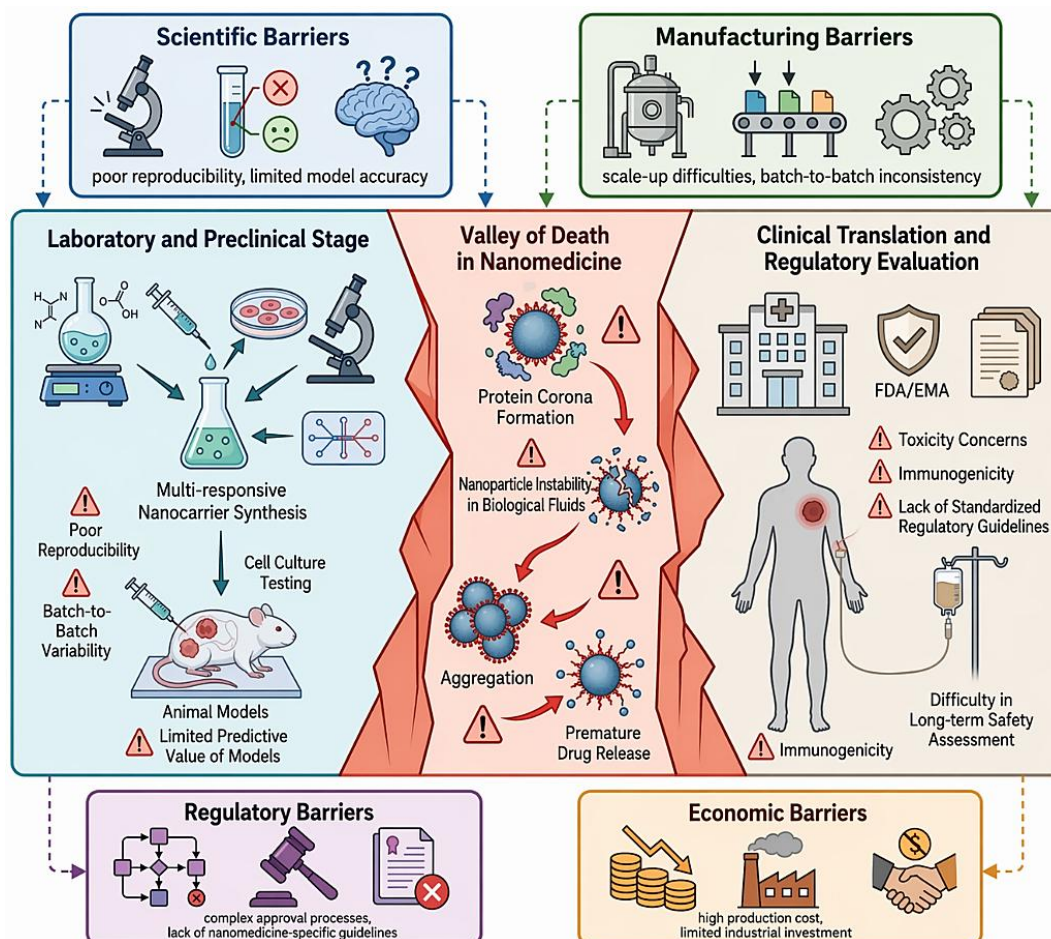 Scientific Barriers
? ? ?
poor reproducibility, limited model accuracy
Manufacturing Barriers
scale-up difficulties, batch-to-batch inconsistency
Laboratory and Preclinical Stage
H N
N
O
OH
Multi-responsive
Nanocarrier Synthesis
!
Poor
Reproducibility
!
Batch-to-
Batch
Variability
Cell Culture
Testing
Animal Models
! Limited Predictive
Value of Models
Valley of Death
in Nanomedicine
!
Protein Corona
Formation
!
Nanoparticle Instability
in Biological Fluids
!
Aggregation
!
Premature
Drug Release
Clinical Translation and
Regulatory Evaluation
FDA/EMA
! Toxicity Concerns
! Immunogenicity
! Lack of Standardized
Regulatory Guidelines
Difficulty in
Long-term Safety
Assessment
! Immunogenicity
Regulatory Barriers
complex approval processes,
lack of nanomedicine-specific guidelines
Economic Barriers
$
high production cost,
limited industrial investment